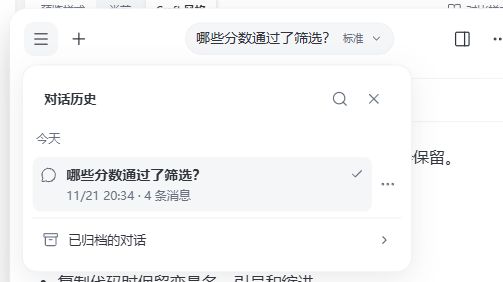 哪些分数通过了筛选? 标准
对话历史
今天
保留。
哪些分数通过了筛选?
11/21 20:34 · 4 条消息
已归档的对话